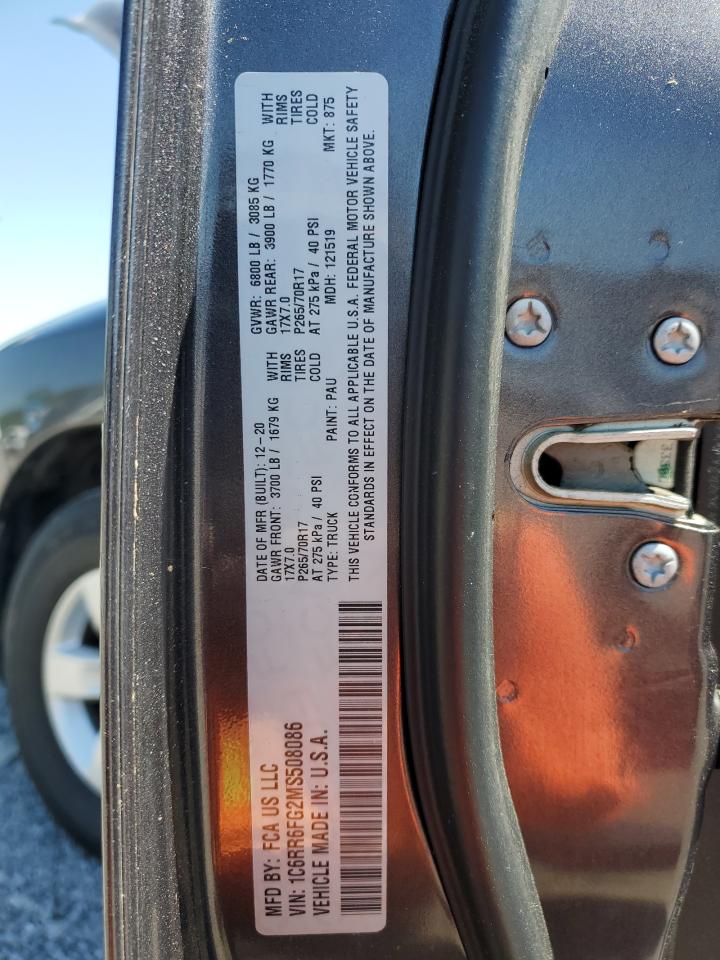 MFD BY: FCA US LLC
DATE OF MFR (BUILT): 12-20
GVWR: 6800 LB / 3085 KG
GAWR FRONT: 3700 LB / 1679 KG
WITH
GAWR REAR: 3900 LB / 1770 KG
WITH
17X7.0
RIMS
17X7.0
RIMS
P265/70R17
TIRES
P265/70R17
TIRES
AT 275 kPa / 40 PSI
COLD
AT 275 kPa / 40 PSI
COLD
VIN: 1C6RR6FG2MS508086
TYPE: TRUCK
PAINT: PAU
MDH: 121519
MKT: 875
VEHICLE MADE IN: U.S.A.
THIS VEHICLE CONFORMS TO ALL APPLICABLE U.S.A. FEDERAL MOTOR VEHICLE SAFETY
STANDARDS IN EFFECT ON THE DATE OF MANUFACTURE SHOWN ABOVE.